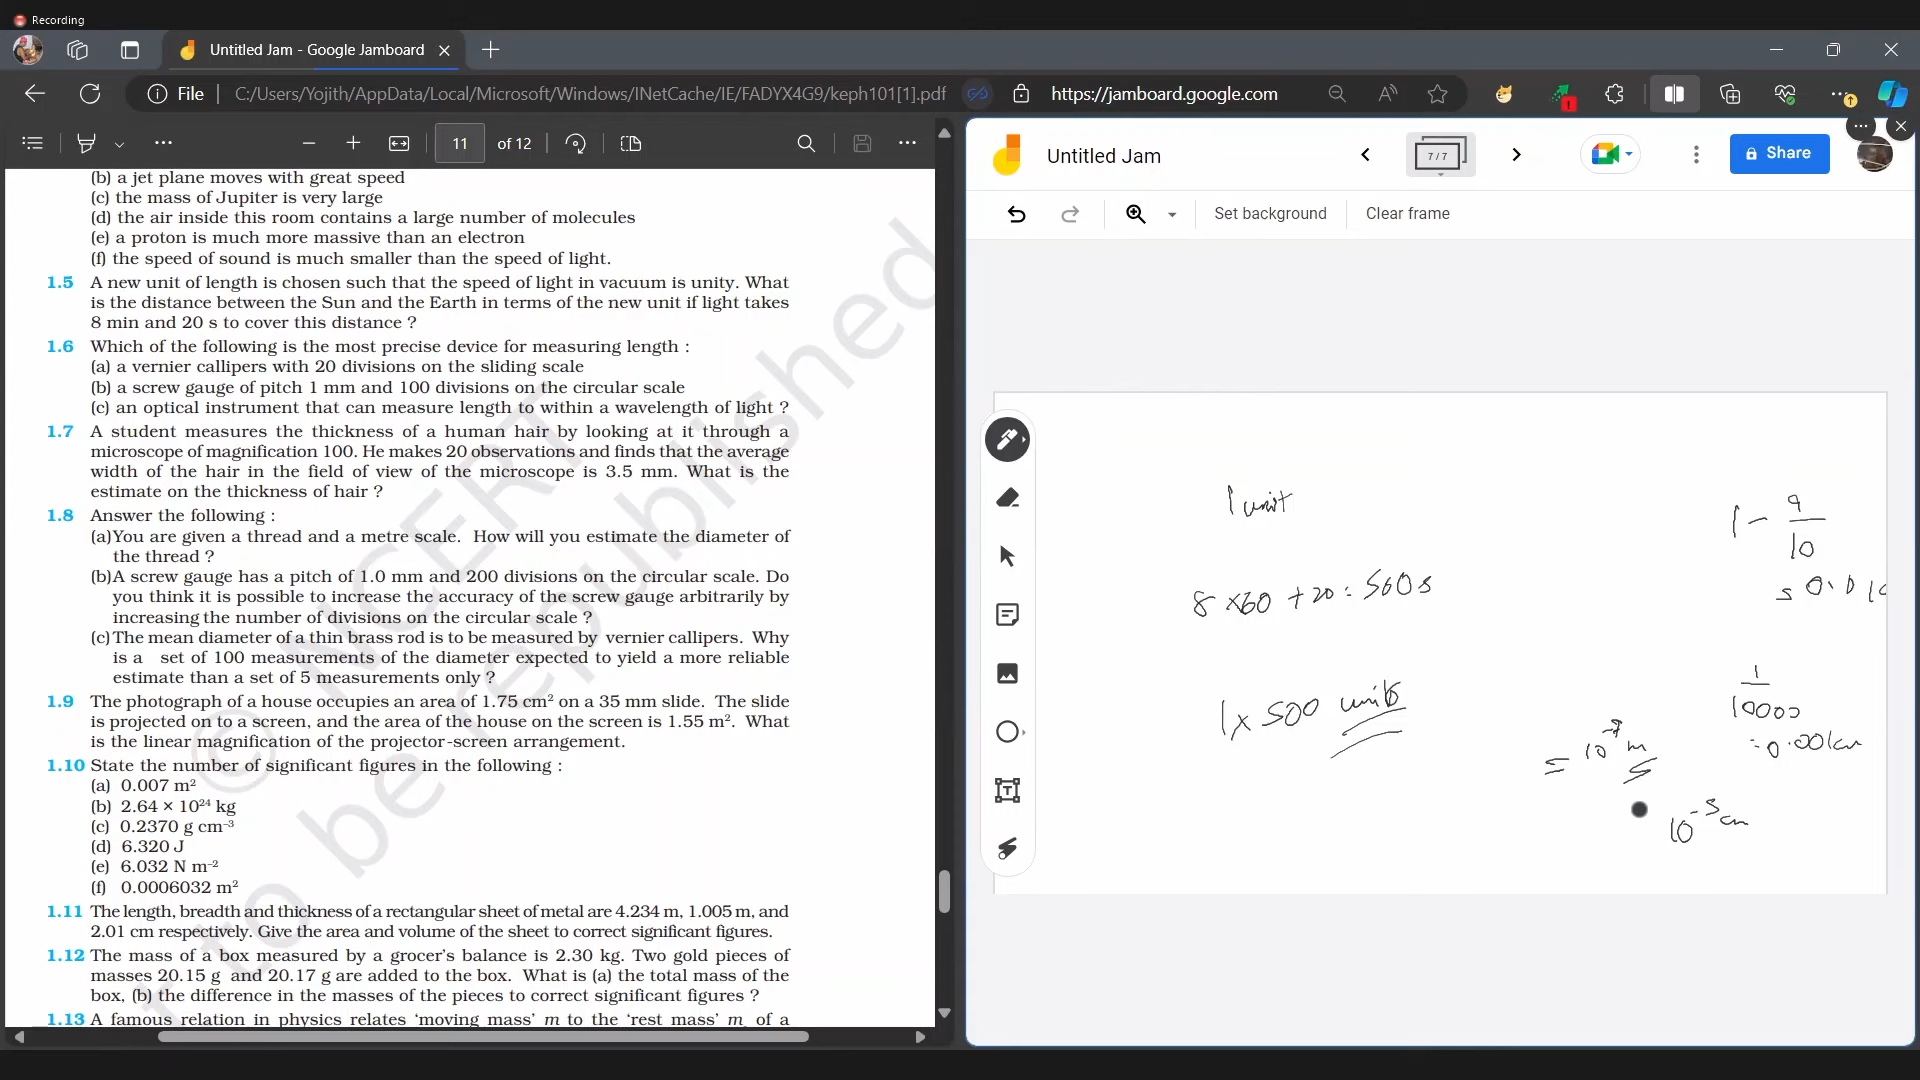 Recording
Untitled Jam - Google Jamboard
File
C:/Users/Yojith/AppData/Local/Microsoft/Windows/INetCache/IE/FADYX4G9/keph101[1].pdf
https://jamboard.google.com
11 of 12
(b) a jet plane moves with great speed
(c) the mass of Jupiter is very large
(d) the air inside this room contains a large number of molecules
(e) a proton is much more massive than an electron
(f) the speed of sound is much smaller than the speed of light.
1.5 A new unit of length is chosen such that the speed of light in vacuum is unity. What
is the distance between the Sun and the Earth in terms of the new unit if light takes
8 min and 20 s to cover this distance ?
1.6 Which of the following is the most precise device for measuring length :
(a) a vernier callipers with 20 divisions on the sliding scale
(b) a screw gauge of pitch 1 mm and 100 divisions on the circular scale
(c) an optical instrument that can measure length to within a wavelength of light ?
1.7 A student measures the thickness of a human hair by looking at it through a
microscope of magnification 100. He makes 20 observations and finds that the average
width of the hair in the field of view of the microscope is 3.5 mm. What is the
estimate on the thickness of hair ?
1.8 Answer the following :
(a)You are given a thread and a metre scale. How will you estimate the diameter of
the thread ?
(b)A screw gauge has a pitch of 1.0 mm and 200 divisions on the circular scale. Do
you think it is possible to increase the accuracy of the screw gauge arbitrarily by
increasing the number of divisions on the circular scale ?
(c)The mean diameter of a thin brass rod is to be measured by vernier callipers. Why
is a set of 100 measurements of the diameter expected to yield a more reliable
estimate than a set of 5 measurements only ?
1.9 The photograph of a house occupies an area of 1.75 cm² on a 35 mm slide. The slide
is projected on to a screen, and the area of the house on the screen is 1.55 m². What
is the linear magnification of the projector-screen arrangement.
1.10 State the number of significant figures in the following :
(a) 0.007 m²
(b) 2.64 × 10²⁴ kg
(c) 0.2370 g cm⁻³
(d) 6.320 J
(e) 6.032 N m⁻²
(f) 0.0006032 m²
1.11 The length, breadth and thickness of a rectangular sheet of metal are 4.234 m, 1.005 m, and
2.01 cm respectively. Give the area and volume of the sheet to correct significant figures.
1.12 The mass of a box measured by a grocer's balance is 2.30 kg. Two gold pieces of
masses 20.15 g and 20.17 g are added to the box. What is (a) the total mass of the
box, (b) the difference in the masses of the pieces to correct significant figures ?
1.13 A famous relation in physics relates 'moving mass' m to the 'rest mass' m of a
© NCERT
to be republished
Untitled Jam
7 / 7
Share
Set background
Clear frame
1 unit
8 × 60 + 20 = 500 s
1 × 500 units
1 - 9/10
1/10000
= 0.001cm
= 10⁻⁷ m
10⁻⁵ cm